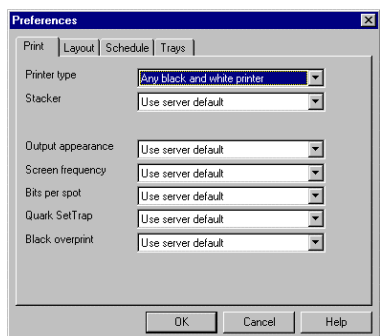 Preferences
Print Layout Schedule Trays
Printer type Any black and white printer
Stacker Use server default
Output appearance Use server default
Screen frequency Use server default
Bits per spot Use server default
Quark SetTrap Use server default
Black overprint Use server default
OK Cancel Help